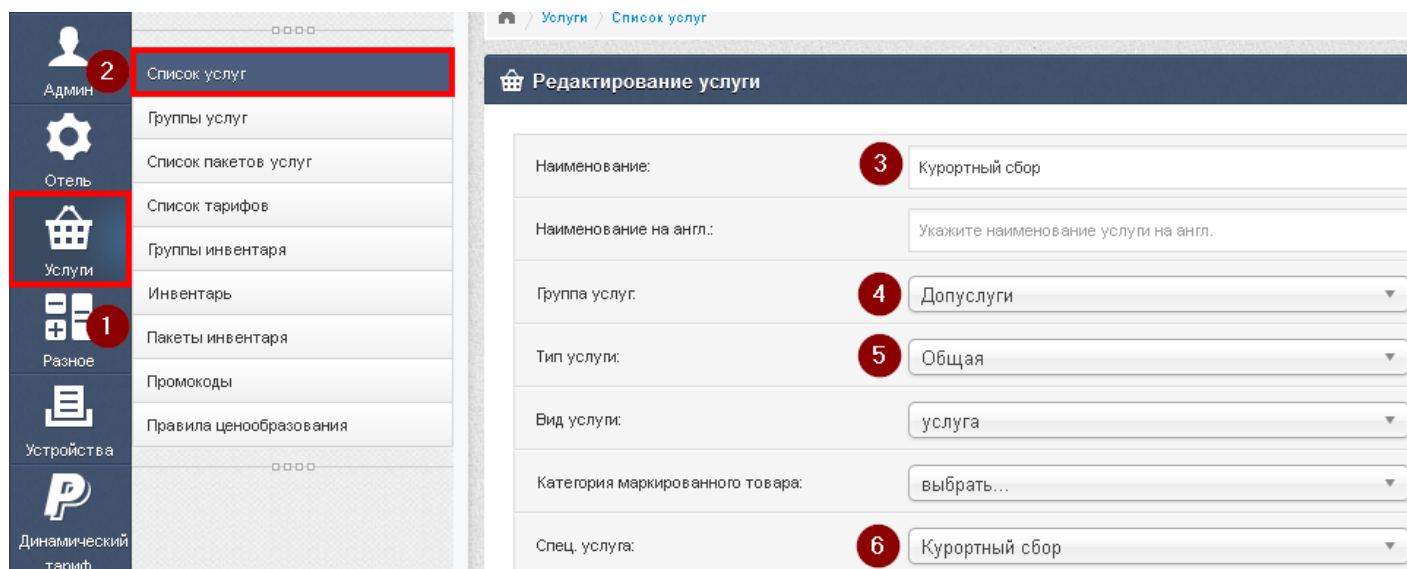 Админ
Отель
Услуги
Разное
Устройства
Динамический
тариф
2
1
Список услуг
Группы услуг
Список пакетов услуг
Список тарифов
Группы инвентаря
Инвентарь
Пакеты инвентаря
Промокоды
Правила ценообразования
Услуги / Список услуг
Редактирование услуги
Наименование: 3 Курортный сбор
Наименование на англ.: Укажите наименование услуги на англ.
Группа услуг: 4 Допуслуги
Тип услуги: 5 Общая
Вид услуги: услуга
Категория маркированного товара: выбрать...
Спец. услуга: 6 Курортный сбор